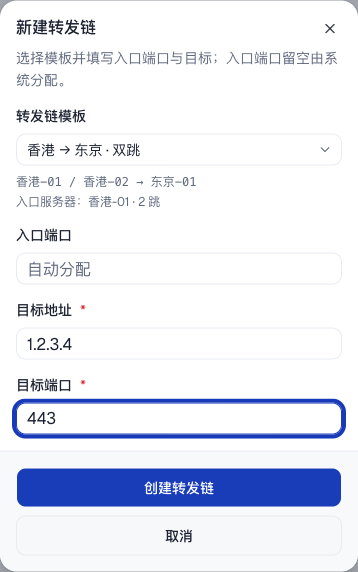 新建转发链
选择模板并填写入口端口与目标；入口端口留空由系
统分配。
转发链模板
香港 → 东京 · 双跳
香港-01 / 香港-02 → 东京-01
入口服务器：香港-01 · 2 跳
入口端口
自动分配
目标地址 *
1.2.3.4
目标端口 *
443
创建转发链
取消